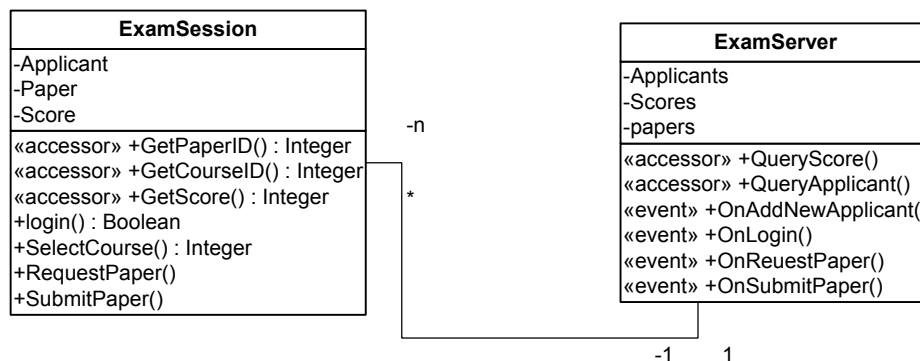 ExamSession
-Applicant
-Paper
-Score
«accessor» +GetPaperID() : Integer
«accessor» +GetCourseID() : Integer
«accessor» +GetScore() : Integer
+login() : Boolean
+SelectCourse() : Integer
+RequestPaper()
+SubmitPaper()
-n
*
ExamServer
-Applicants
-Scores
-papers
«accessor» +QueryScore()
«accessor» +QueryApplicant()
«event» +OnAddNewApplicant(
«event» +OnLogin()
«event» +OnReuestPaper()
«event» +OnSubmitPaper()
-1
1